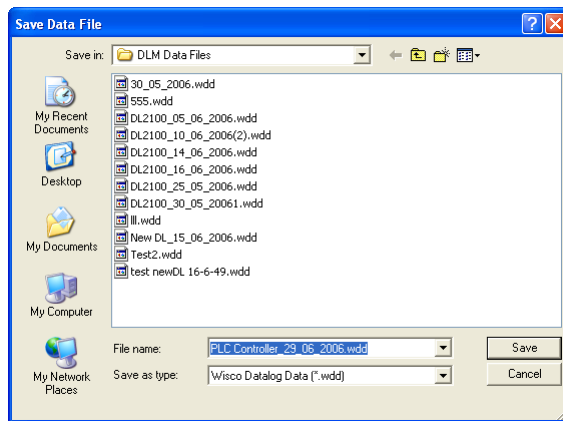 Save Data File
Save in:
DLM Data Files
My Recent
Documents
Desktop
My Documents
My Computer
My Network
Places
30_05_2006.wdd
555.wdd
DL2100_05_06_2006.wdd
DL2100_10_06_2006(2).wdd
DL2100_14_06_2006.wdd
DL2100_16_06_2006.wdd
DL2100_25_05_2006.wdd
DL2100_30_05_20061.wdd
lll.wdd
New DL_15_06_2006.wdd
Test2.wdd
test newDL 16-6-49.wdd
File name:
PLC Controller_29_06_2006.wdd
Save
Save as type:
Wisco Datalog Data (*.wdd)
Cancel